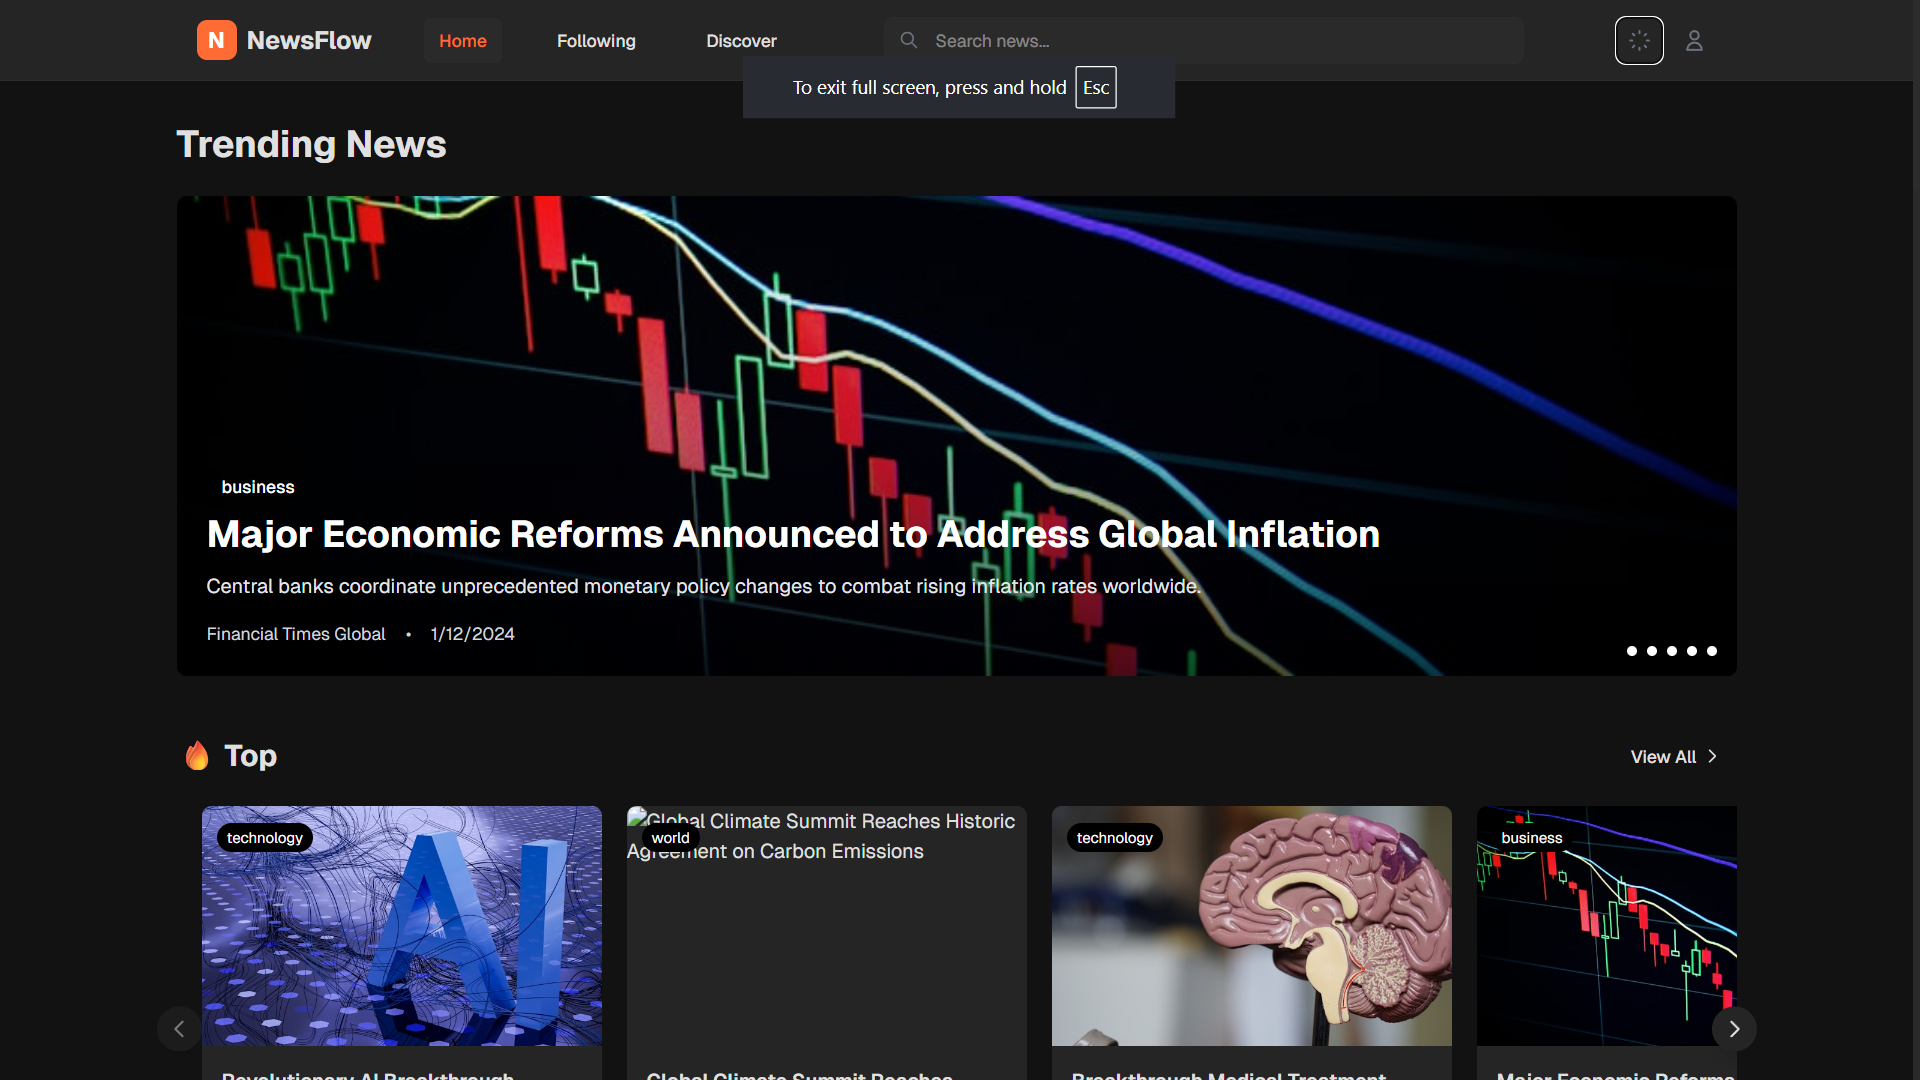 N NewsFlow
Home
Following
Discover
Search news...
To exit full screen, press and hold Esc
Trending News
business
Major Economic Reforms Announced to Address Global Inflation
Central banks coordinate unprecedented monetary policy changes to combat rising inflation rates worldwide.
Financial Times Global • 1/12/2024
Top
View All
technology
AI
Revolutionary AI Breakthrough
world
Global Climate Summit Reaches Historic
Agreement on Carbon Emissions
Global Climate Summit Reaches
technology
Breakthrough Medical Treatment
business
Major Economic Reforms